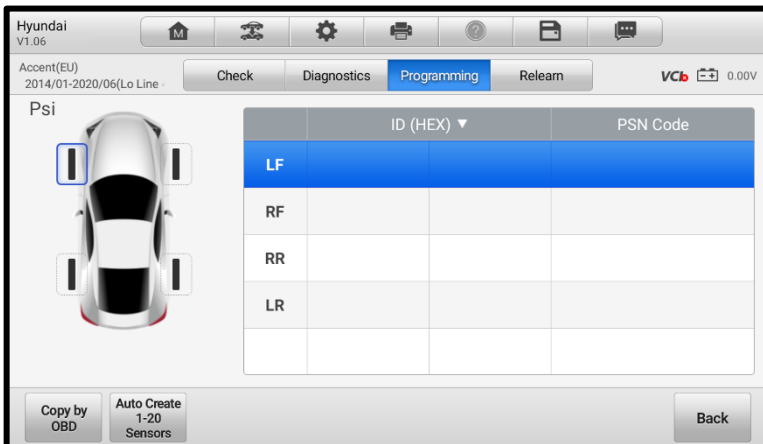 Hyundai
V1.06
M
Accent(EU)
2014/01-2020/06(Lo Line
Check
Diagnostics
Programming
Relearn
VCb
0.00V
Psi
ID (HEX) ▼
PSN Code
LF
RF
RR
LR
Copy by
OBD
Auto Create
1-20
Sensors
Back